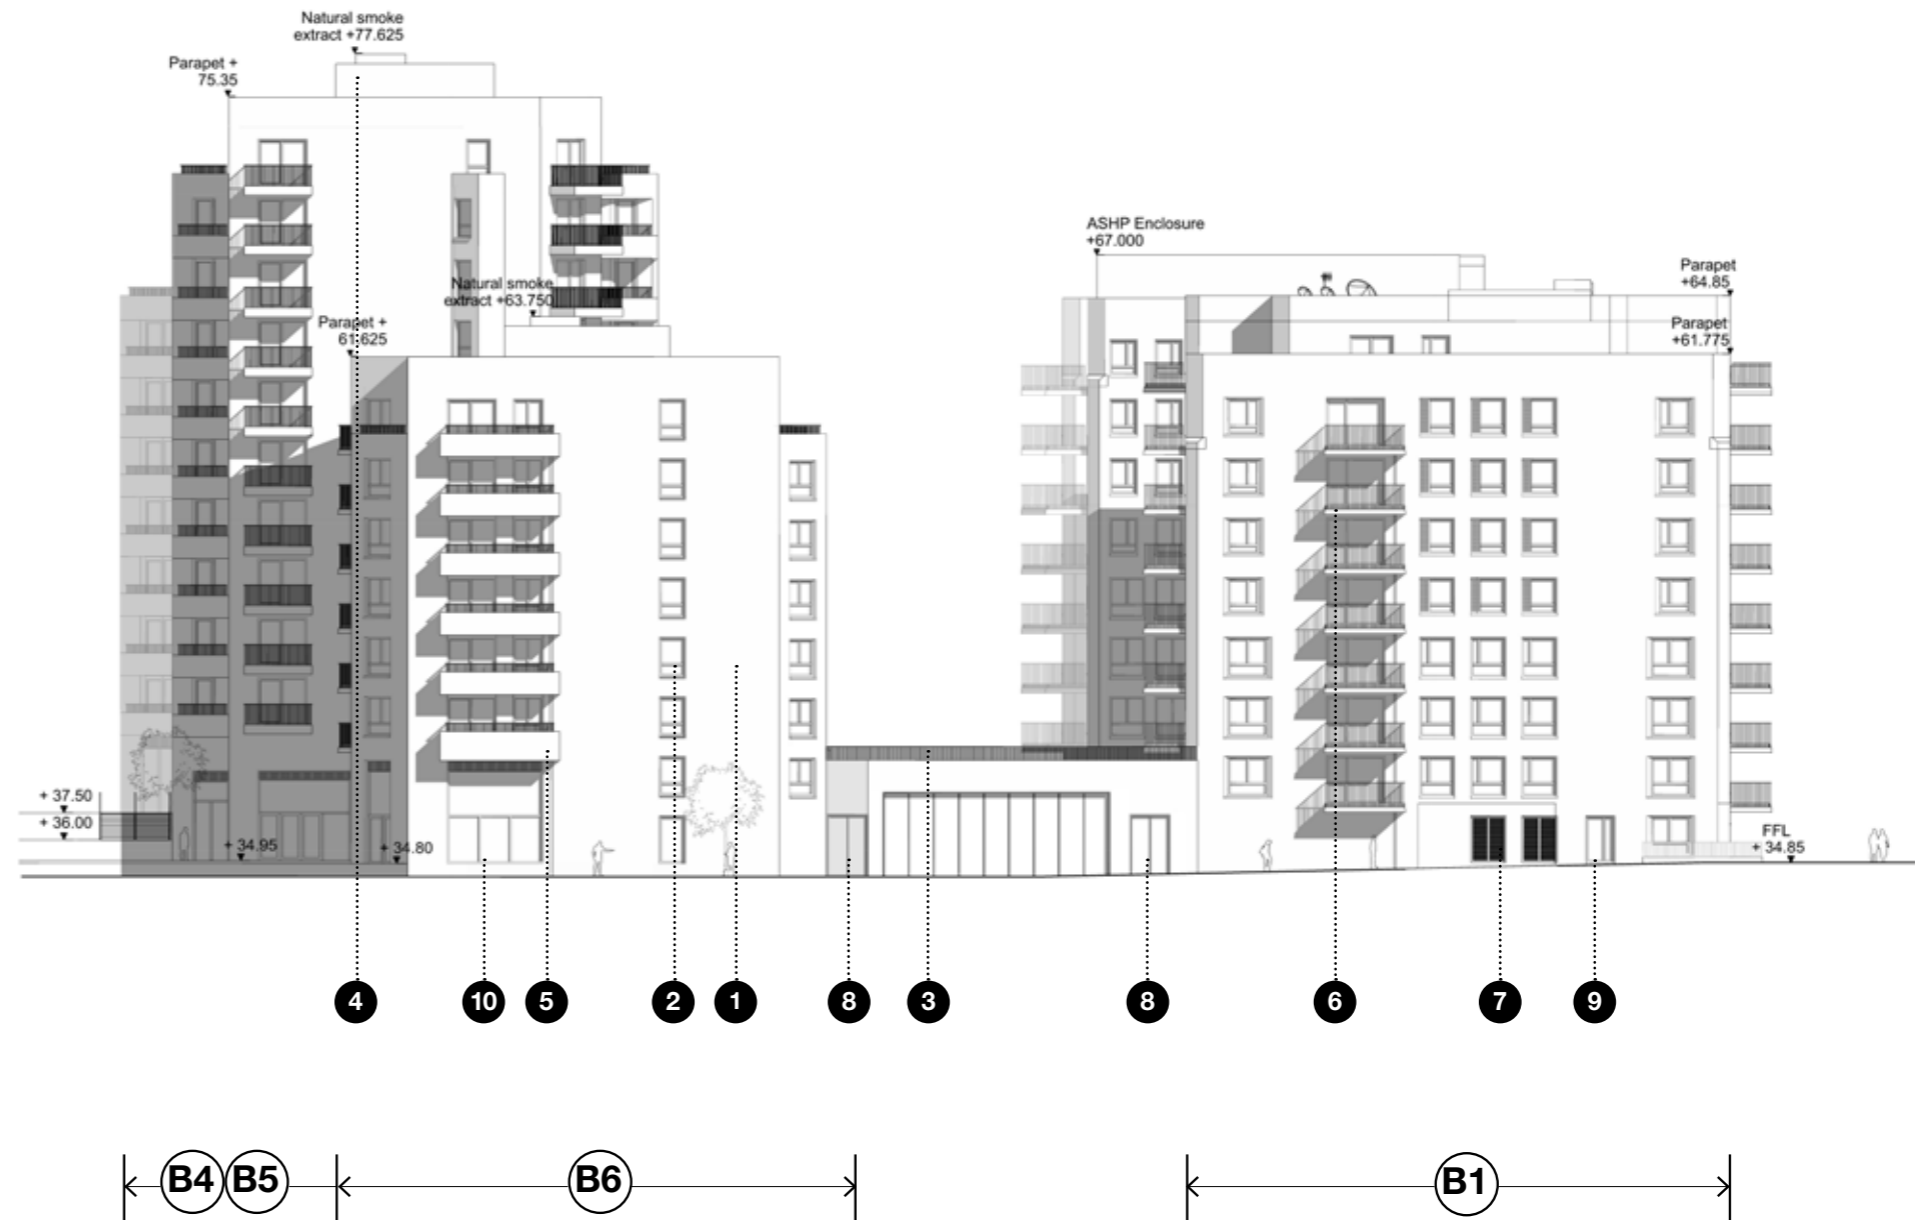 Natural smoke
extract +77.625
Parapet +
75.35
ASHP Enclosure
+67.000
Parapet
+64.85
Natural smoke
extract +63.750
Parapet +
61.625
Parapet
+61.775
+ 37.50
+ 36.00
+ 34.95
+ 34.80
FFL
+ 34.85
4 10 5 2 1 8 3 8 6 7 9
B4 B5 B6 B1